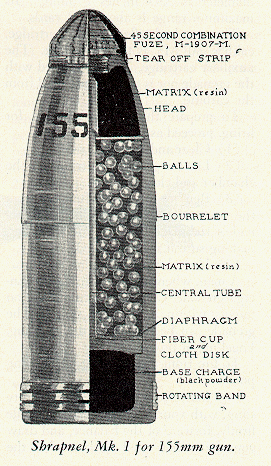 45 SECOND COMBINATION
FUZE, M-1907-M.
TEAR OFF STRIP
MATRIX (resin)
HEAD
155
BALLS
BOURRELET
MATRIX (resin)
CENTRAL TUBE
DIAPHRAGM
FIBER CUP
and
CLOTH DISK
BASE CHARGE
(black powder)
ROTATING BAND
Shrapnel, Mk. I for 155mm gun.